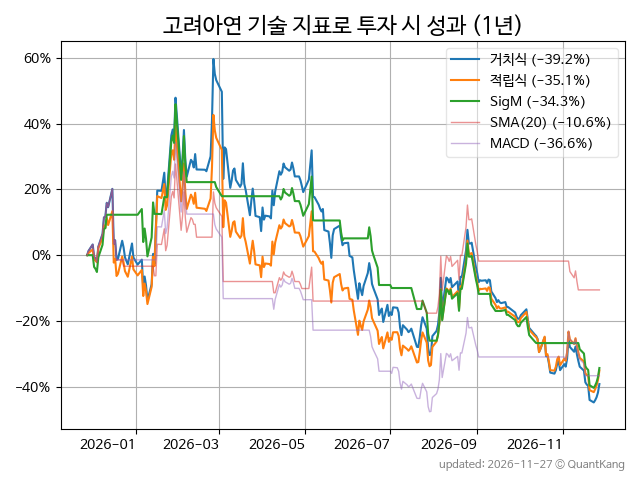 고려아연 기술 지표로 투자 시 성과 (1년)
60%
40%
20%
0%
−20%
−40%
거치식 (−39.2%)
적립식 (−35.1%)
SigM (−34.3%)
SMA(20) (−10.6%)
MACD (−36.6%)
2026-01
2026-03
2026-05
2026-07
2026-09
2026-11
updated: 2026-11-27 © QuantKang